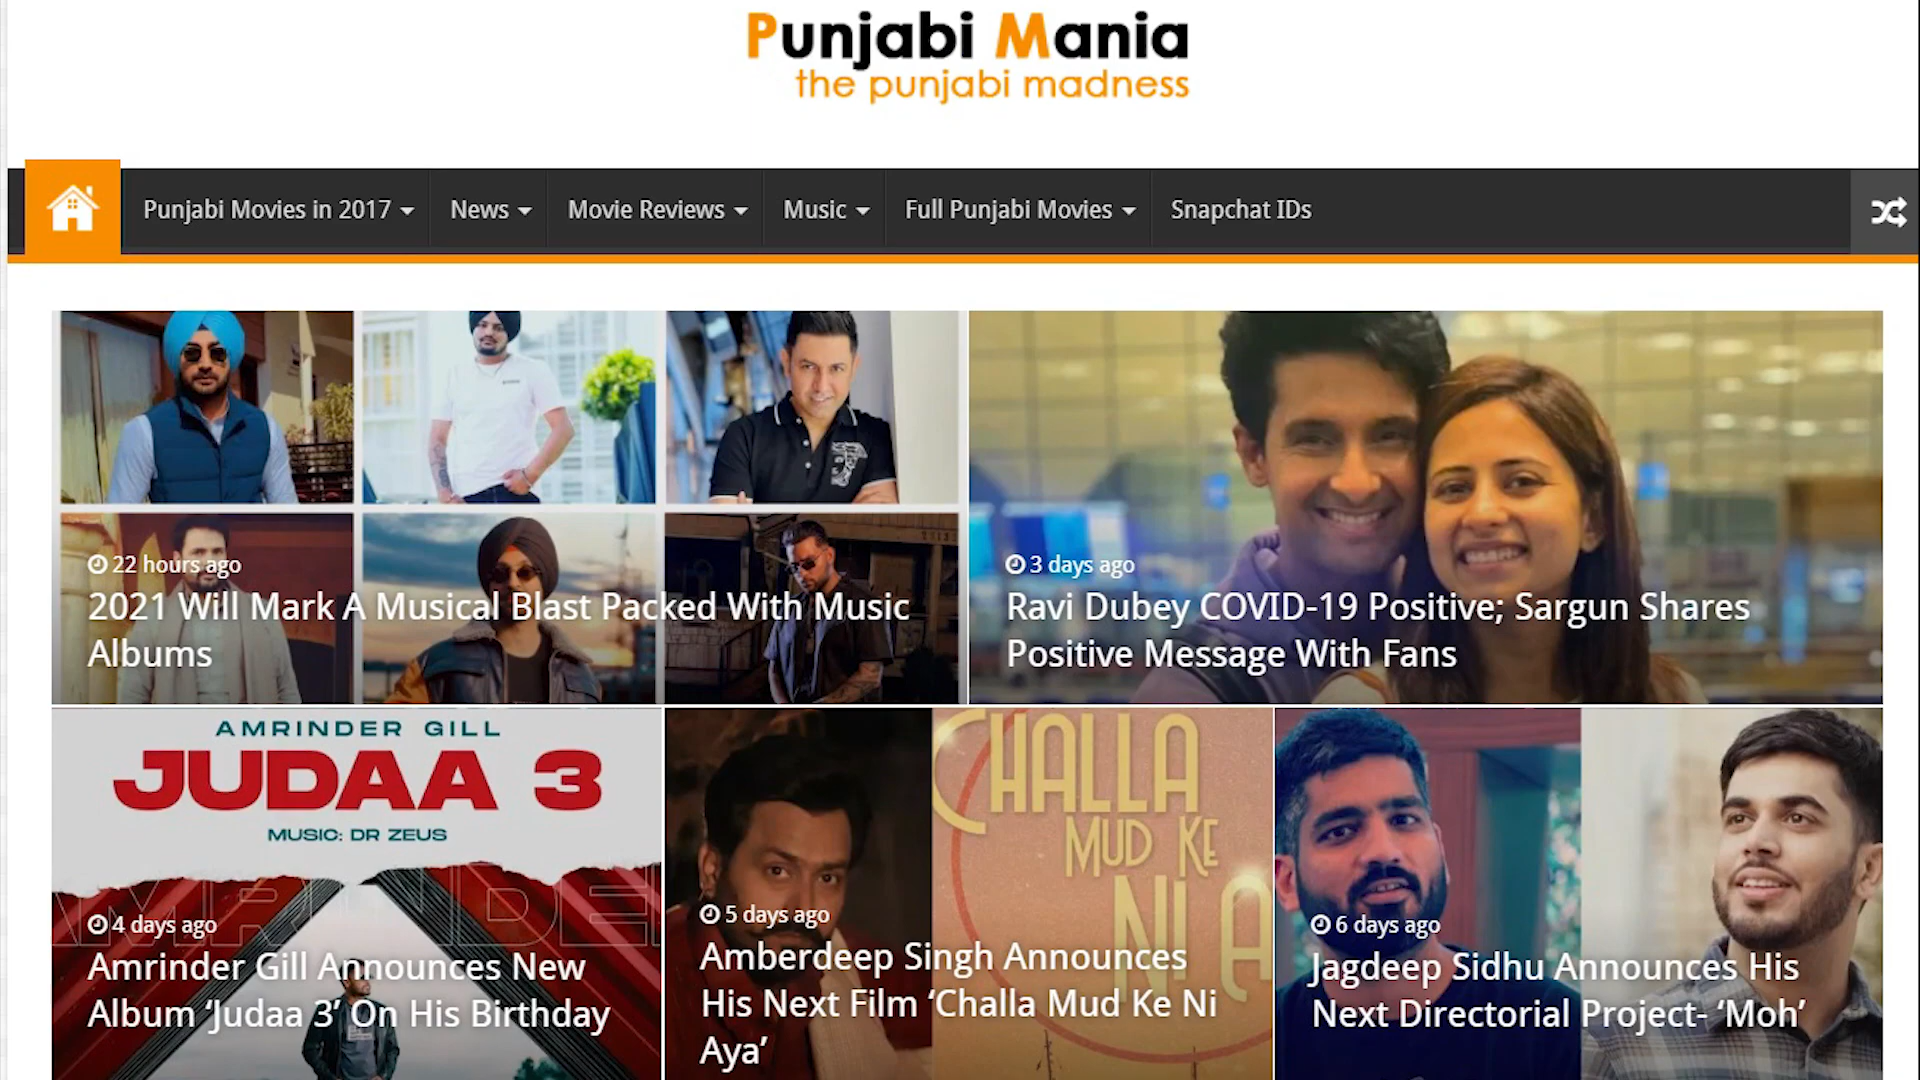 Punjabi Mania
the punjabi madness
Punjabi Movies in 2017
News
Movie Reviews
Music
Full Punjabi Movies
Snapchat IDs
22 hours ago
2021 Will Mark A Musical Blast Packed With Music
Albums
3 days ago
Ravi Dubey COVID-19 Positive; Sargun Shares
Positive Message With Fans
AMRINDER GILL
JUDAA 3
MUSIC: DR ZEUS
4 days ago
Amrinder Gill Announces New
Album ‘Judaa 3’ On His Birthday
CHALLA
MUD KE
NI A
5 days ago
Amberdeep Singh Announces
His Next Film ‘Challa Mud Ke Ni
Aya’
6 days ago
Jagdeep Sidhu Announces His
Next Directorial Project- ‘Moh’